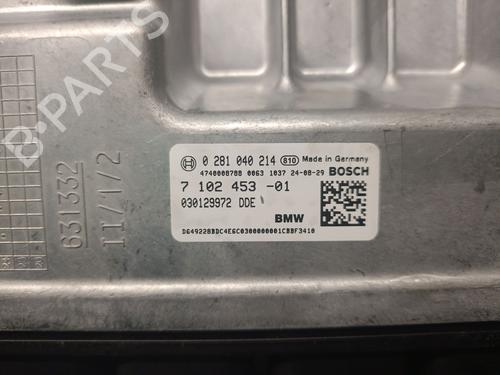 B-PARTS
631332
II/1/2
0 281 040 214 810 Made in Germany
4740008788 0063 1037 24-08-29 BOSCH
7 102 453 -01
030129972 DDE
BMW
D649228BDC4E6C0300000001CBBF3410